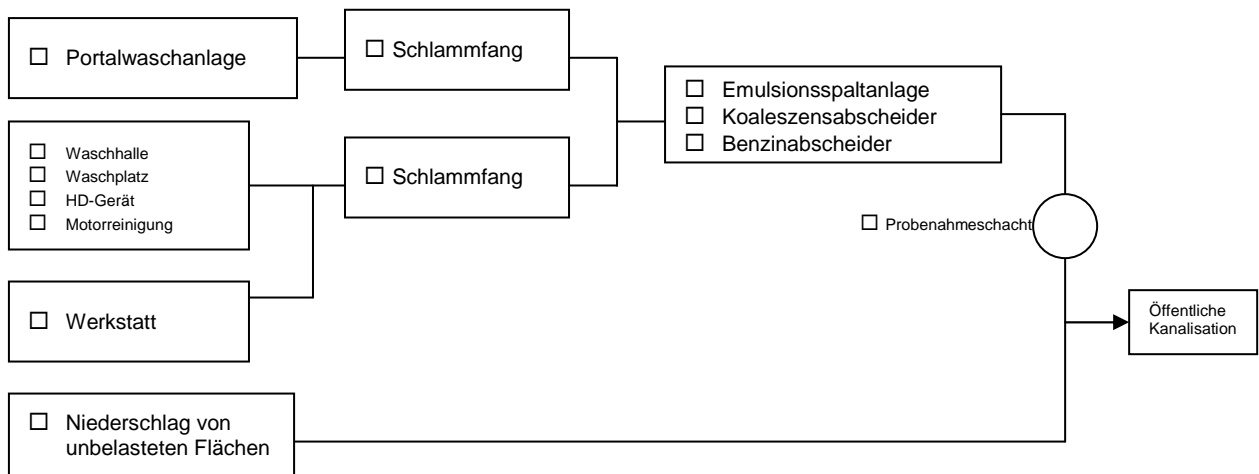 ☐ Portalwaschanlage
☐ Schlammfang
☐ Emulsionsspaltanlage
☐ Koaleszensabscheider
☐ Benzinabscheider
☐ Waschhalle
☐ Waschplatz
☐ HD-Gerät
☐ Motorreinigung
☐ Schlammfang
☐ Probenahmeschacht
☐ Werkstatt
Öffentliche
Kanalisation
☐ Niederschlag von
unbelasteten Flächen